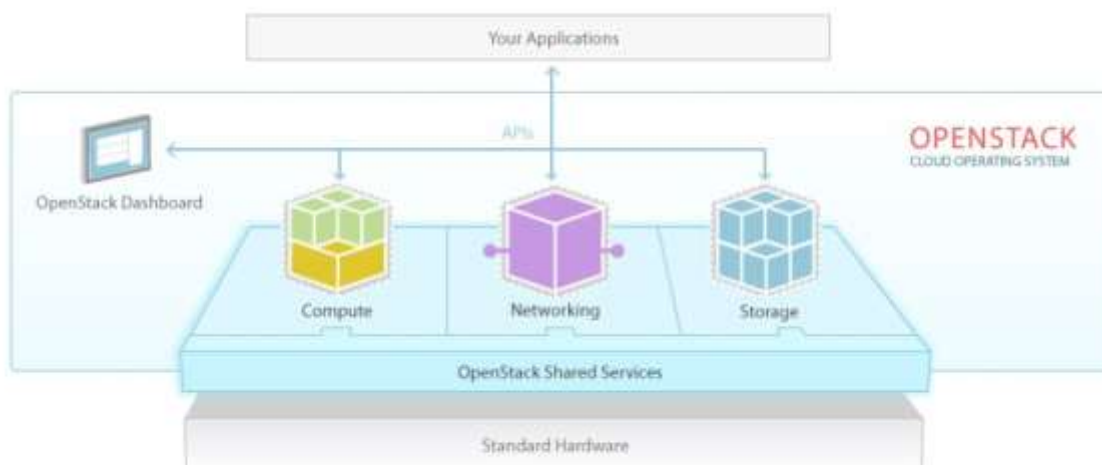 Your Applications
APIs
OPENSTACK
CLOUD OPERATING SYSTEM
OpenStack Dashboard
Compute
Networking
Storage
OpenStack Shared Services
Standard Hardware